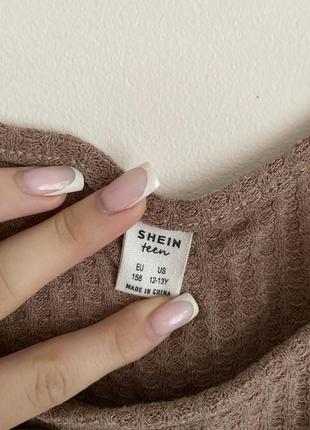 SHEIN
teen
EU US
158 12-13Y
MADE IN CHINA